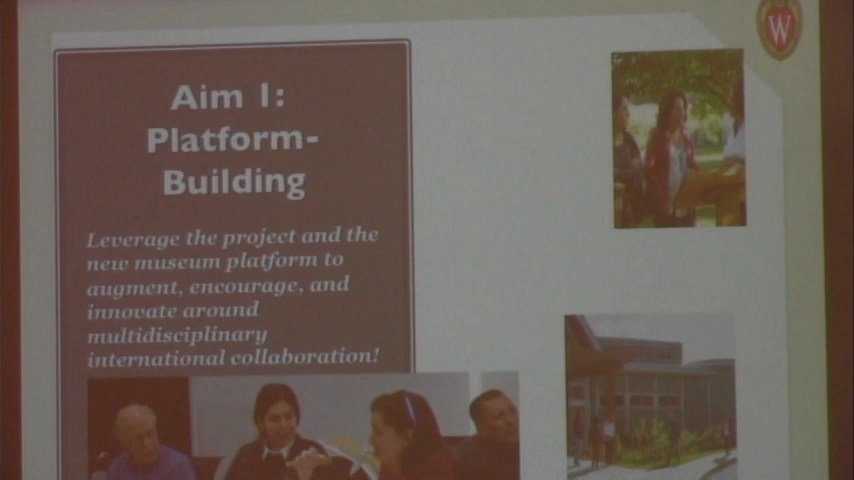 W
Aim 1:
Platform-
Building
Leverage the project and the
new museum platform to
augment, encourage, and
innovate around
multidisciplinary
international collaboration!